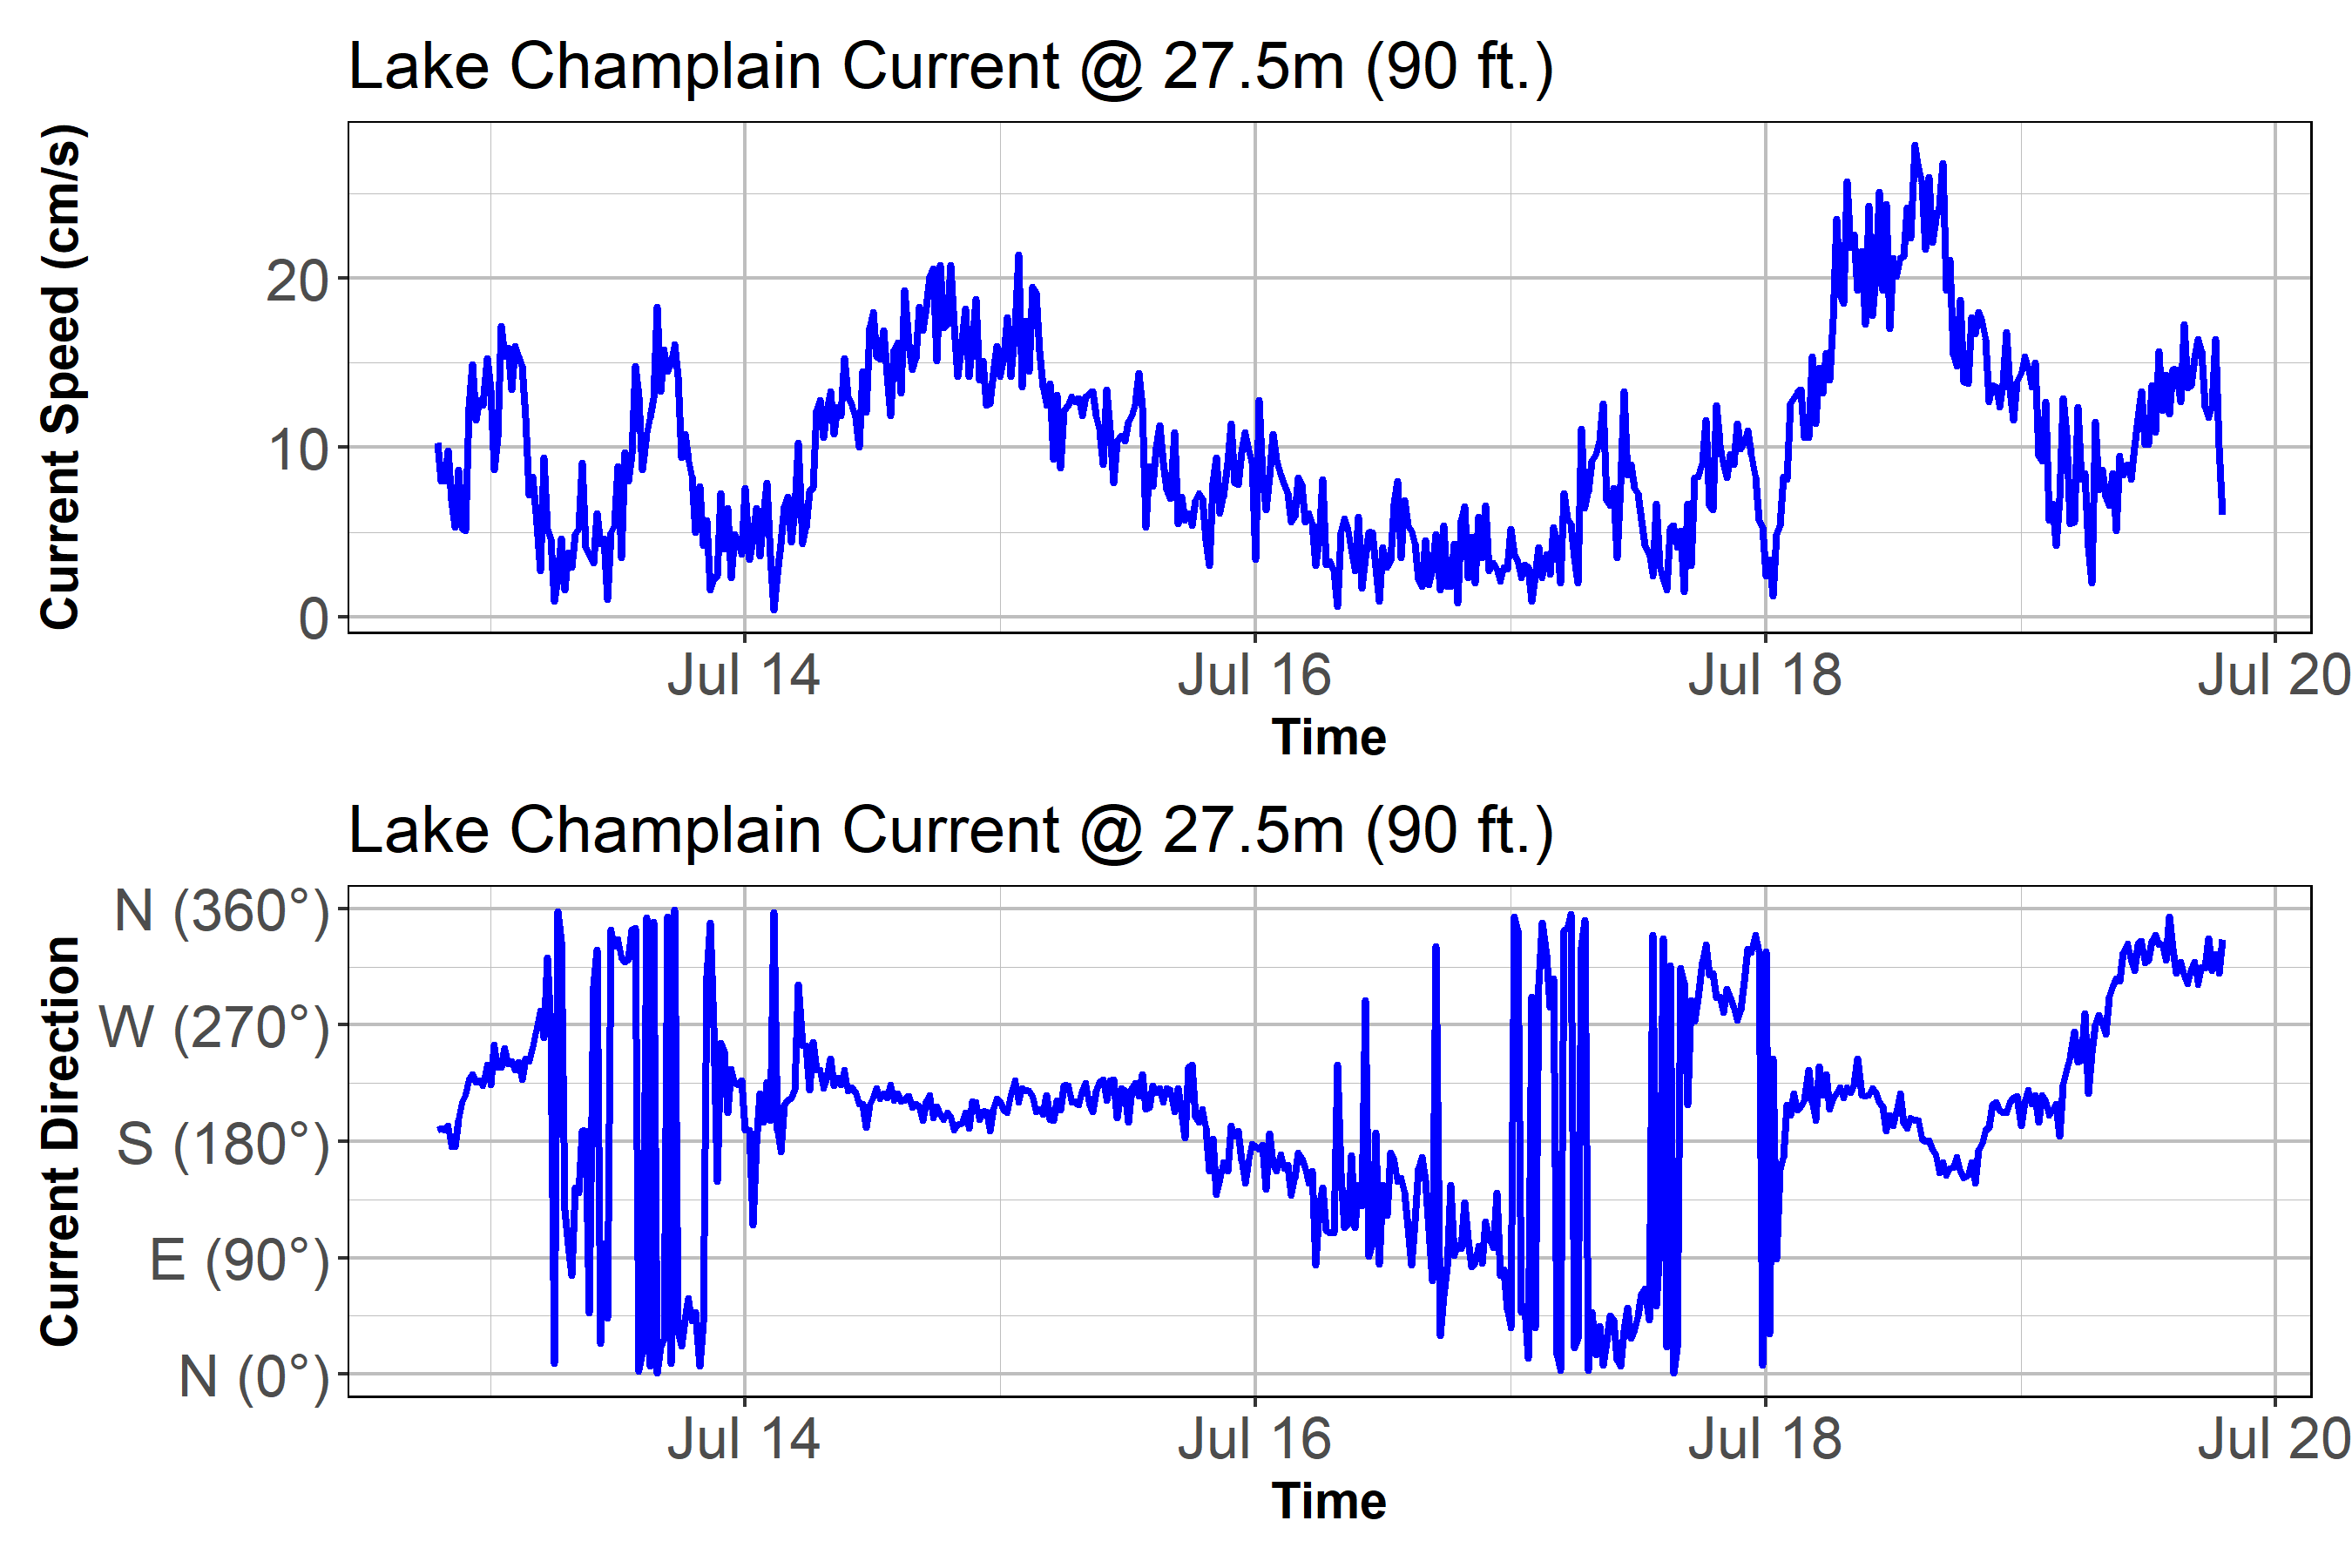 Lake Champlain Current @ 27.5m (90 ft.)
Current Speed (cm/s)
20
10
0
Jul 14
Jul 16
Jul 18
Jul 20
Time
Lake Champlain Current @ 27.5m (90 ft.)
Current Direction
N (360°)
W (270°)
S (180°)
E (90°)
N (0°)
Jul 14
Jul 16
Jul 18
Jul 20
Time